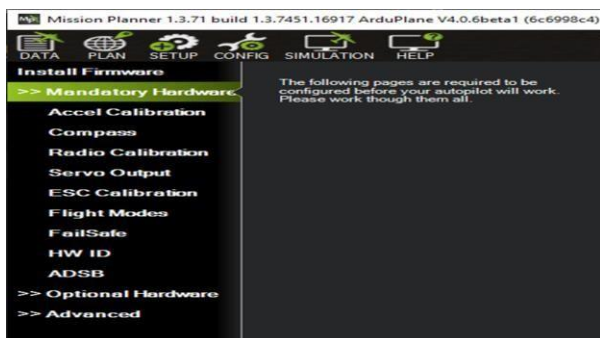 Mission Planner 1.3.71 build 1.3.7451.16917 ArduPlane V4.0.6beta1 (6c6998c4)
DATA PLAN SETUP CONFIG SIMULATION HELP
Install Firmware
>> Mandatory Hardware
Accel Calibration
Compass
Radio Calibration
Servo Output
ESC Calibration
Flight Modes
FailSafe
HW ID
ADSB
>> Optional Hardware
>> Advanced
The following pages are required to be
configured before your autopilot will work.
Please work though them all.